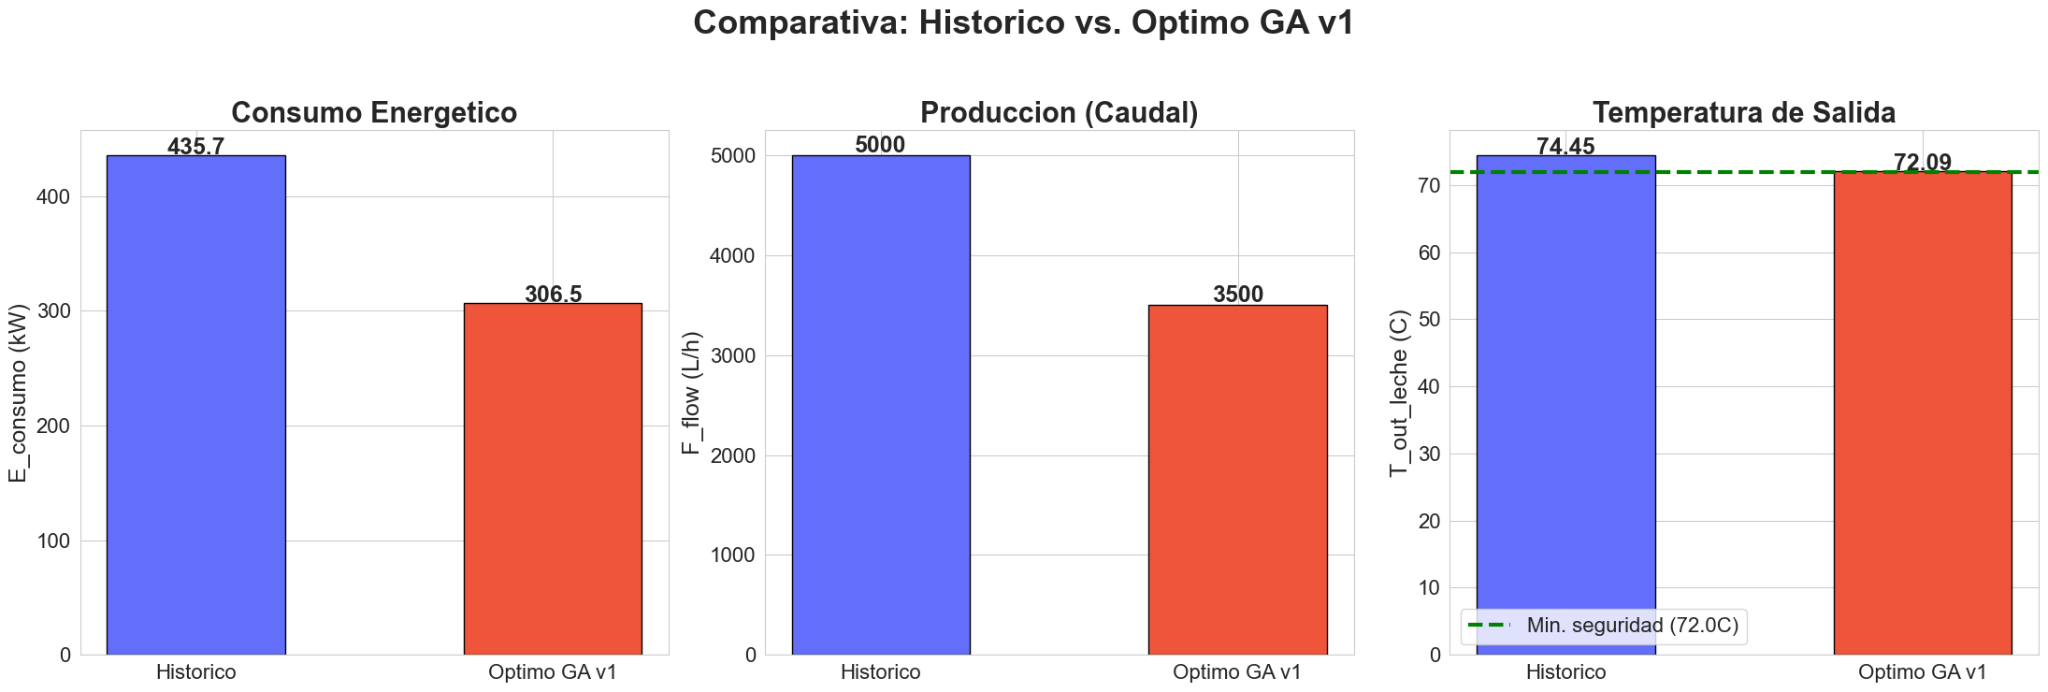 Comparativa: Historico vs. Optimo GA v1
Consumo Energetico
E_consumo (kW)
400
300
200
100
0
435.7
306.5
Historico
Optimo GA v1
Produccion (Caudal)
F_flow (L/h)
5000
4000
3000
2000
1000
0
5000
3500
Historico
Optimo GA v1
Temperatura de Salida
T_out_leche (C)
70
60
50
40
30
20
10
0
74.45
72.09
Min. seguridad (72.0C)
Historico
Optimo GA v1